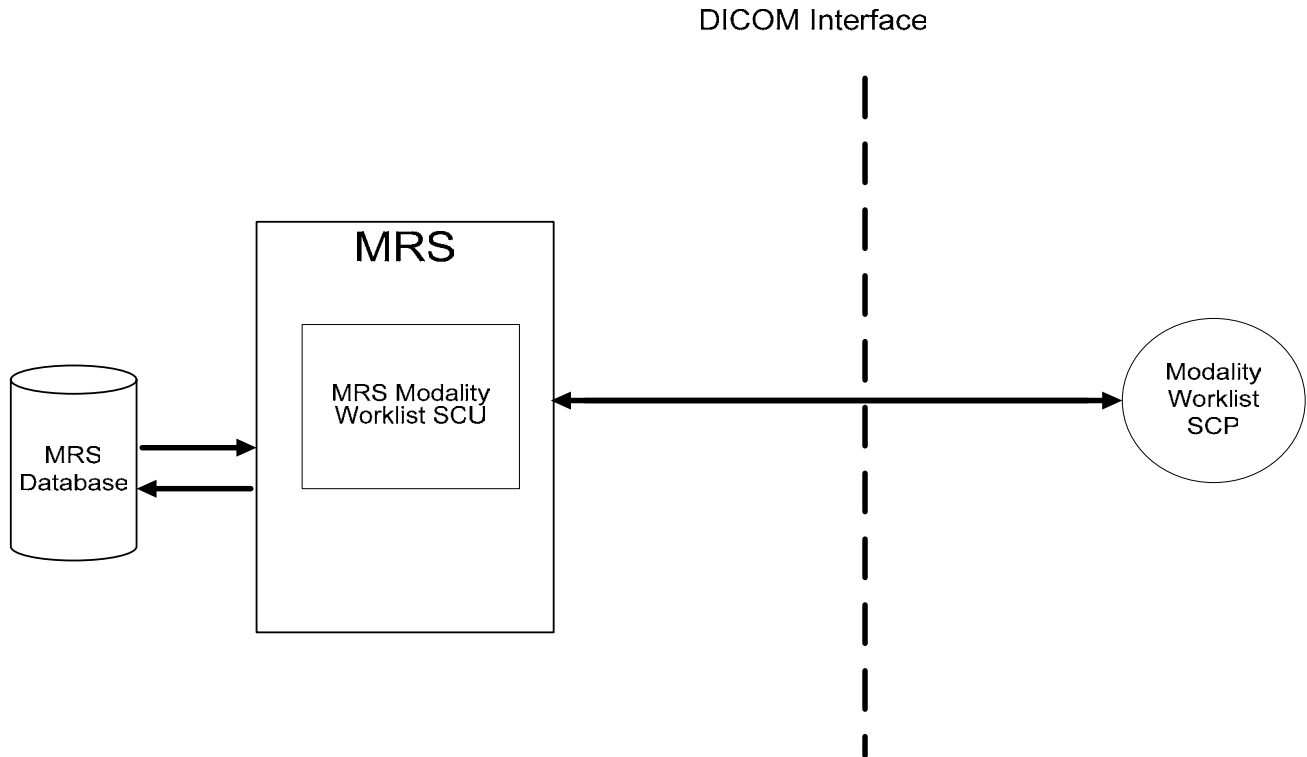 DICOM Interface
MRS
MRS Modality
Worklist SCU
MRS
Database
Modality
Worklist
SCP